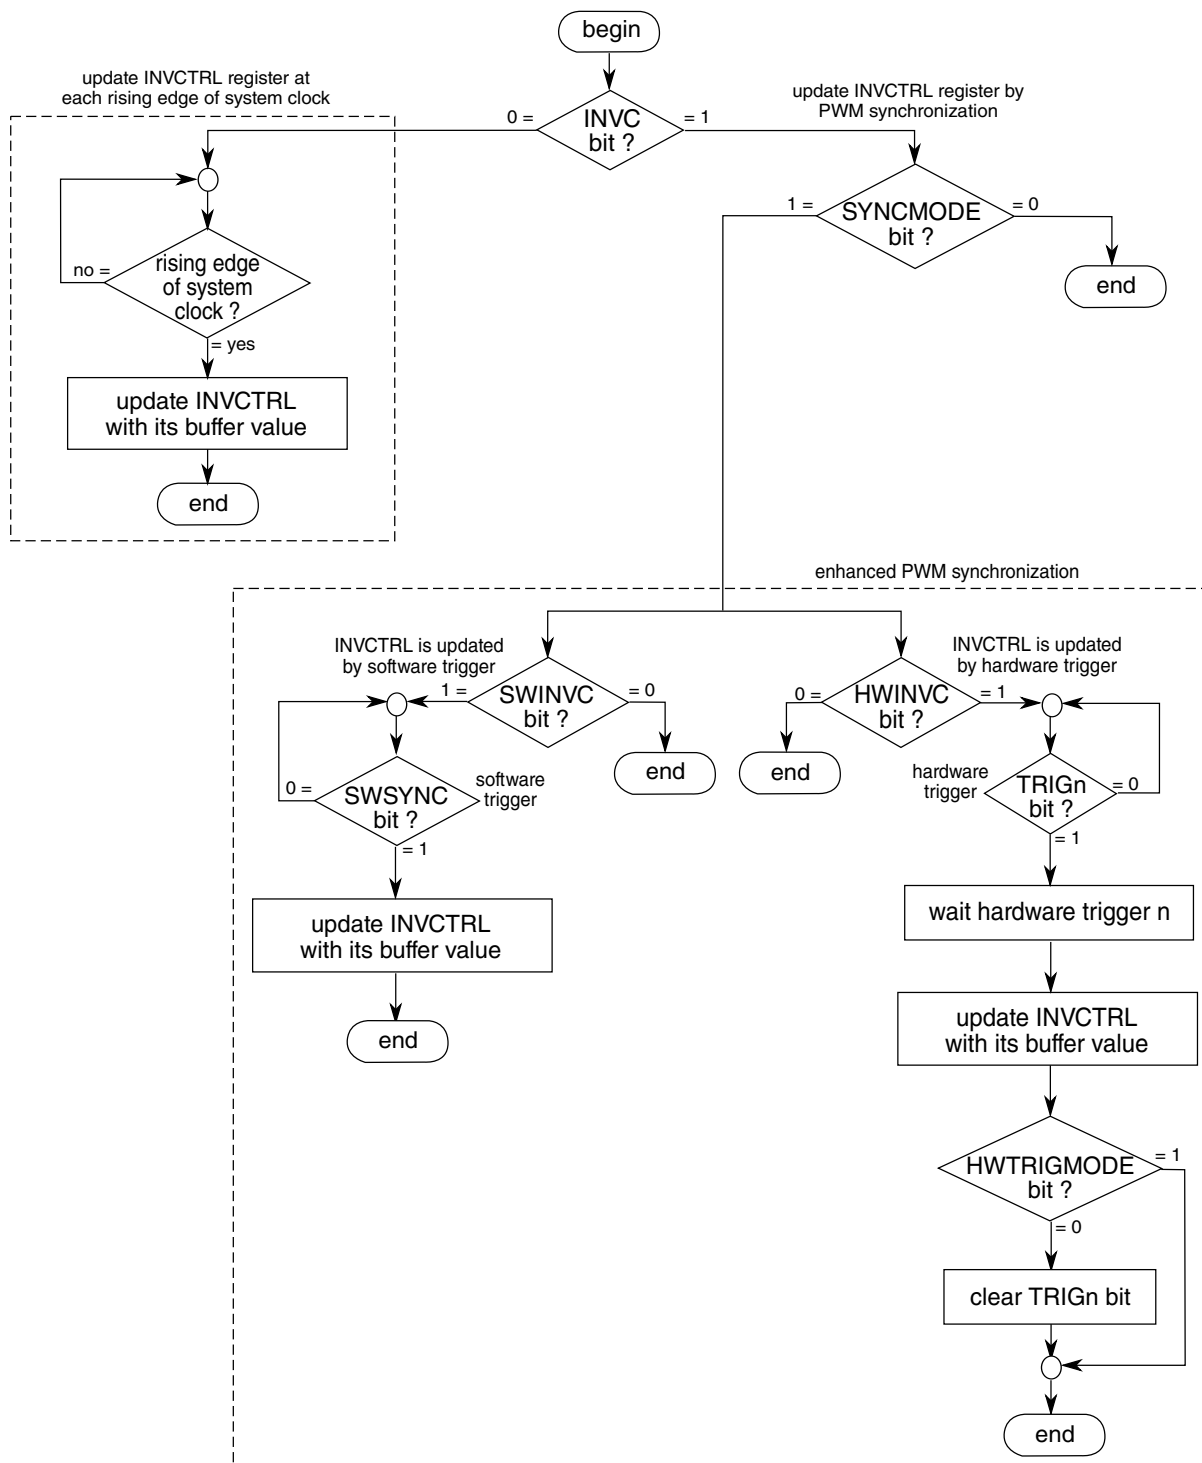 begin
update INVCTRL register at
each rising edge of system clock
update INVCTRL register by
PWM synchronization
0 =
INVC
bit ?
= 1
1 =
SYNCMODE
bit ?
= 0
end
no =
rising edge
of system
clock ?
= yes
update INVCTRL
with its buffer value
end
enhanced PWM synchronization
INVCTRL is updated
by software trigger
1 =
SWINVC
bit ?
= 0
end
INVCTRL is updated
by hardware trigger
0 =
HWINVC
bit ?
= 1
end
0 =
SWSYNC
bit ?
software
trigger
= 1
update INVCTRL
with its buffer value
end
hardware
trigger
TRIGn
bit ?
= 0
= 1
wait hardware trigger n
update INVCTRL
with its buffer value
HWTRIGMODE
bit ?
= 1
= 0
clear TRIGn bit
end